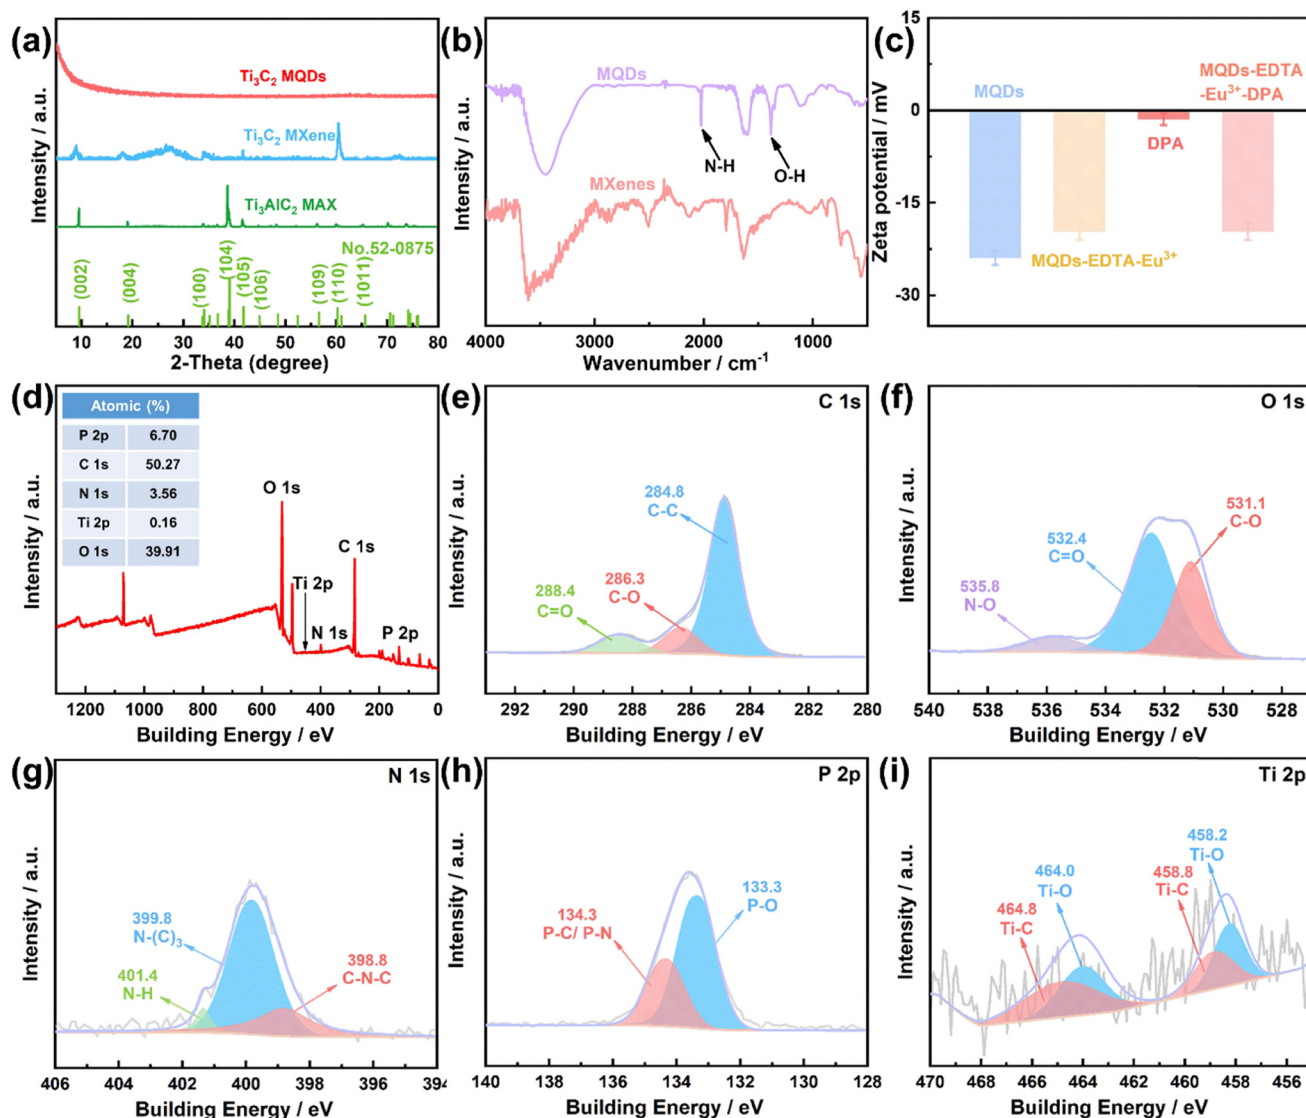 (a)
Ti₃C₂ MQDs
Ti₃C₂ MXene
Ti₃AlC₂ MAX
No.52-0875
(002)
(004)
(100)
(104)
(105)
(106)
(109)
(110)
(1011)
10 20 30 40 50 60 70 80
2-Theta (degree)
Intensity / a.u.
(b)
MQDs
N-H
O-H
MXenes
4000 3000 2000 1000
Wavenumber / cm⁻¹
Intensity / a.u.
(c)
15
0
-15
-30
Zeta potential / mV
MQDs
MQDs-EDTA-Eu³⁺
DPA
MQDs-EDTA
-Eu³⁺-DPA
(d)
Atomic (%)
P 2p 6.70
C 1s 50.27
N 1s 3.56
Ti 2p 0.16
O 1s 39.91
O 1s
Ti 2p
N 1s
C 1s
P 2p
1200 1000 800 600 400 200 0
Building Energy / eV
Intensity / a.u.
(e)
C 1s
284.8
C-C
286.3
C-O
288.4
C=O
292 290 288 286 284 282 280
Building Energy / eV
Intensity / a.u.
(f)
O 1s
531.1
C-O
532.4
C=O
535.8
N-O
540 538 536 534 532 530 528
Building Energy / eV
Intensity / a.u.
(g)
N 1s
399.8
N-(C)₃
401.4
N-H
398.8
C-N-C
406 404 402 400 398 396 394
Building Energy / eV
Intensity / a.u.
(h)
P 2p
133.3
P-O
134.3
P-C/ P-N
140 138 136 134 132 130 128
Building Energy / eV
Intensity / a.u.
(i)
Ti 2p
458.2
Ti-O
458.8
Ti-C
464.0
Ti-O
464.8
Ti-C
470 468 466 464 462 460 458 456
Building Energy / eV
Intensity / a.u.